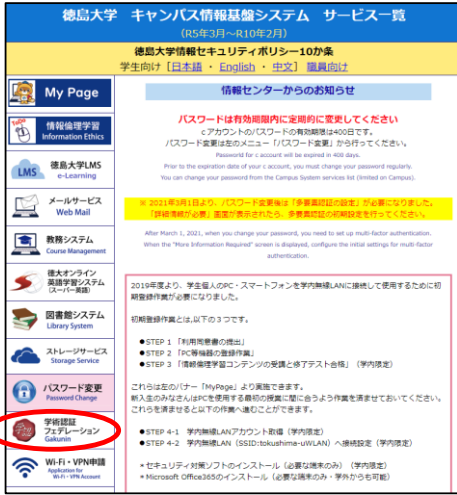 徳島大学 キャンパス情報基盤システム サービス一覧
(R5年3月～R10年2月)
徳島大学情報セキュリティポリシー10か条
学生向け [日本語 ・ English ・ 中文] 職員向け
My Page
情報倫理学習
Information Ethics
LMS
徳島大学LMS
e-Learning
メールサービス
Web Mail
教務システム
Course Management
徳大オンライン
英語学習システム
(スーパー英語)
図書館システム
Library System
ストレージサービス
Storage Service
パスワード変更
Password Change
学術認証
フェデレーション
Gakunin
Wi-Fi・VPN申請
Application for
Wi-Fi・VPN Account
情報センターからのお知らせ
パスワードは有効期限内に定期的に変更してください
cアカウントのパスワードの有効期限は400日です。
パスワード変更は左のメニュー「パスワード変更」から行ってください。
Password for c account will be expired in 400 days.
Prior to the expiration date of your c account, you must change your password regularly.
You can change your password from the Campus System Services list (limited on Campus).
※ 2021年3月1日より、パスワード変更後は「多要素認証の設定」が必要になりました。
「詳細情報が必要」画面が表示されたら、多要素認証の初期設定を行ってください。
After March 1, 2021, when you change your password, you need to set up multi-factor authentication.
When the "More Information Required" screen is displayed, configure the initial settings for multi-factor
authentication.
2019年度より、学生個人のPC・スマートフォンを学内無線LANに接続して使用するために初
期登録作業が必要になりました。
初期登録作業とは,以下の３つです。
●STEP 1 「利用同意書の提出」
●STEP 2 「PC等機器の登録作業」
●STEP 3 「情報倫理学習コンテンツの受講と修了テスト合格」（学内限定）
これらは左のバナー「MyPage」より実施できます。
新入生のみなさんはPCを使用する最初の授業に間に合うよう作業を済ませておいてください。
これらを済ませると以下の作業へ進むことができます。
●STEP 4-1 学内無線LANアカウント取得（学内限定）
●STEP 4-2 学内無線LAN（SSID:tokushima-uWLAN）へ接続設定（学内限定）
＊セキュリティ対策ソフトのインストール（必要な端末のみ）（学内限定）
＊Microsoft Office365のインストール（必要な端末のみ・学外からも可能）